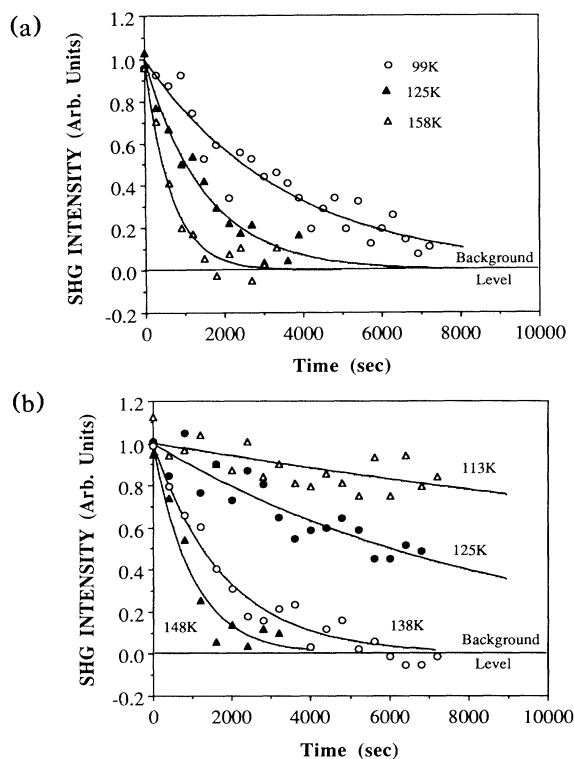 (a)
SHG INTENSITY (Arb. Units)
1.2
1.0
0.8
0.6
0.4
0.2
0.0
-0.2
99K
125K
158K
Background
Level
0
2000
4000
6000
8000
10000
Time (sec)
(b)
SHG INTENSITY (Arb. Units)
1.2
1.0
0.8
0.6
0.4
0.2
0.0
-0.2
113K
125K
148K
138K
Background
Level
0
2000
4000
6000
8000
10000
Time (sec)